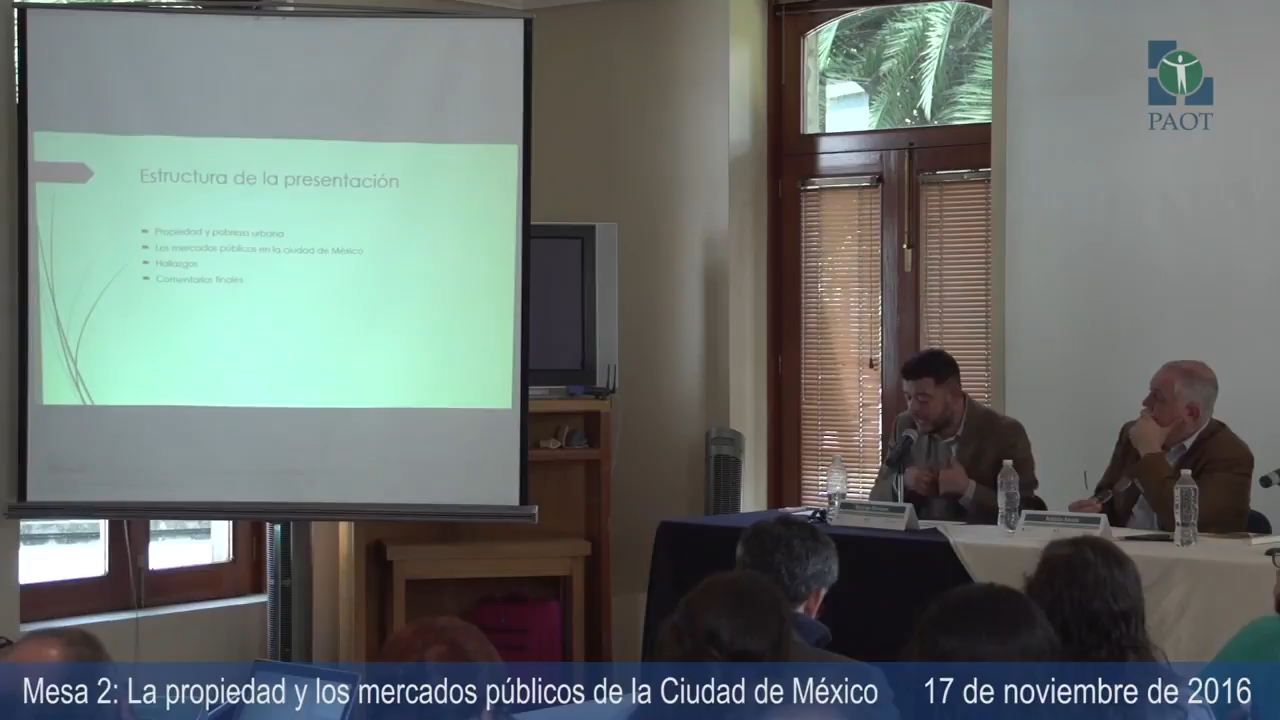 Estructura de la presentación
Propiedad y pobreza urbana
Los mercados públicos en la ciudad de México
Hallazgos
Comentarios finales
PAOT
Mesa 2: La propiedad y los mercados públicos de la Ciudad de México
17 de noviembre de 2016